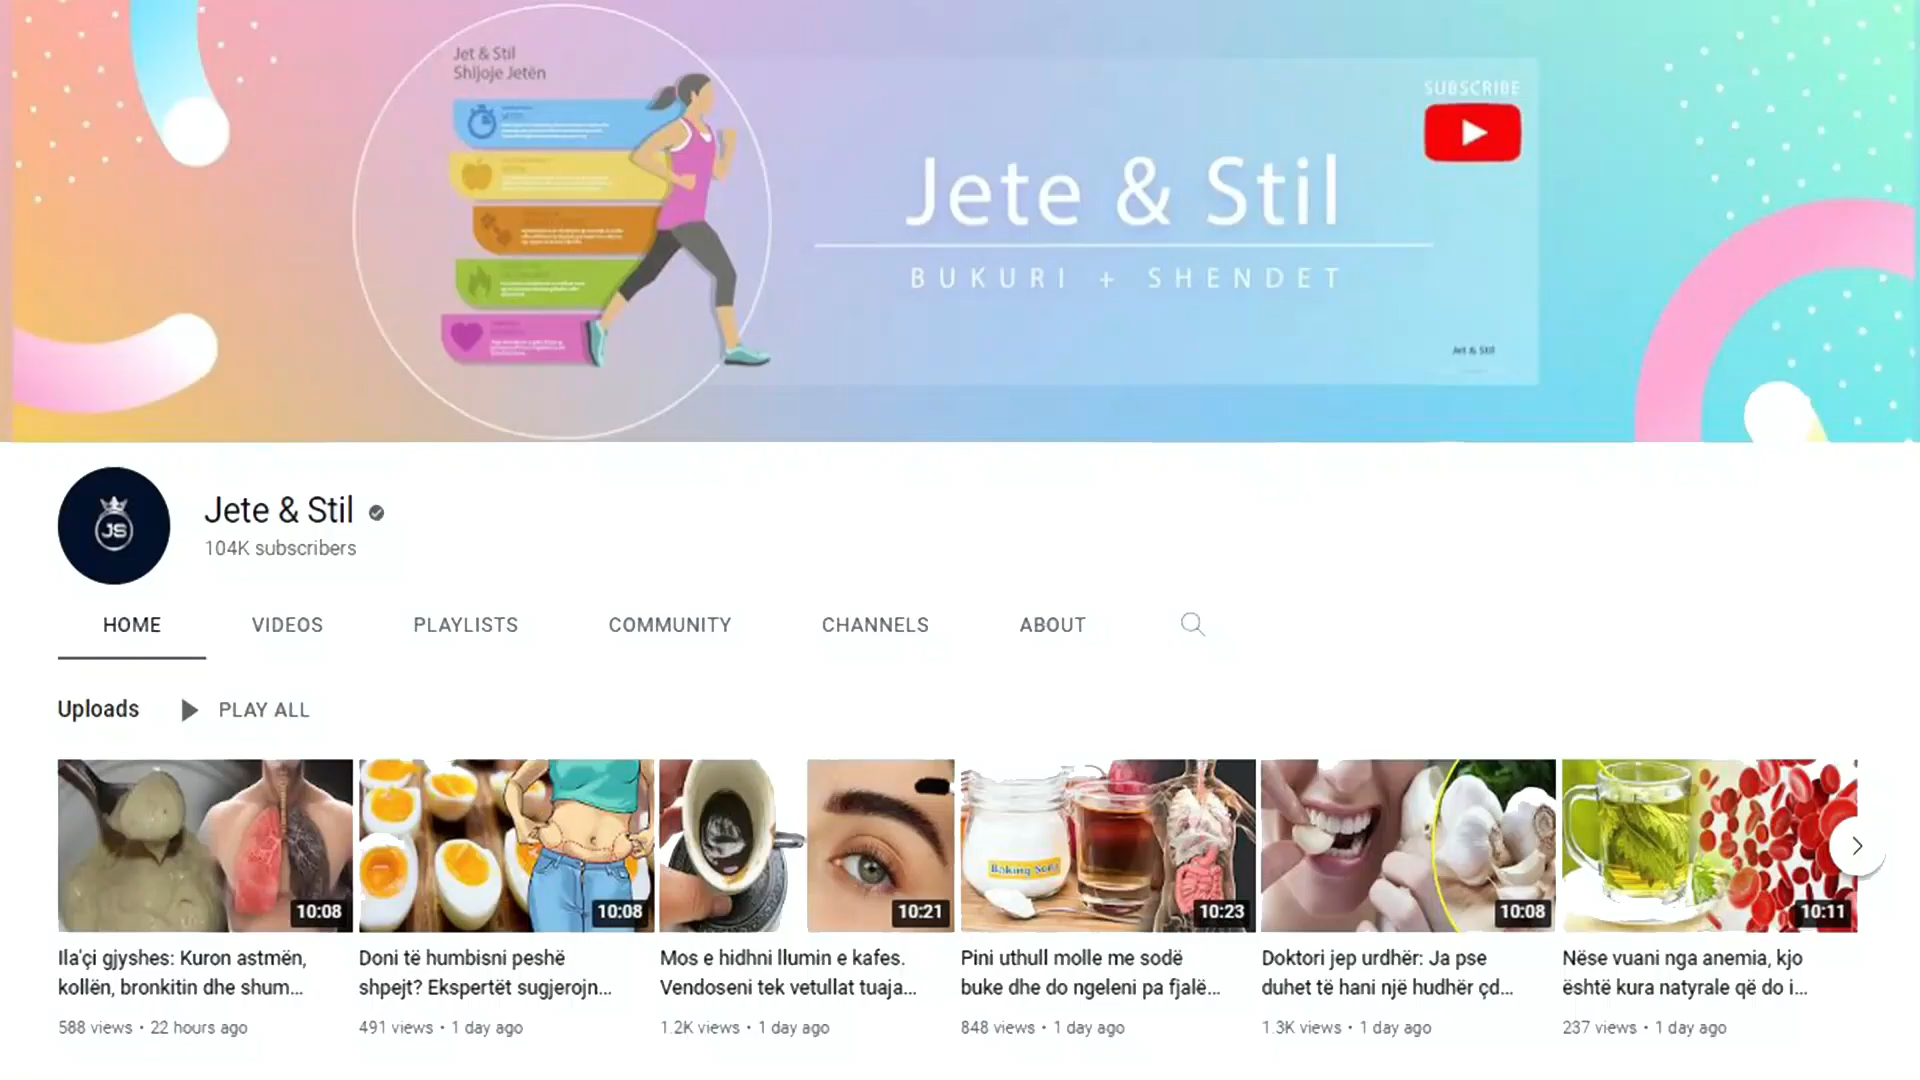 Jet & Stil
Shijoje Jetën
SUBSCRIBE
Jete & Stil
BUKURI + SHENDET
Jet & Stil
JS
Jete & Stil
104K subscribers
HOME VIDEOS PLAYLISTS COMMUNITY CHANNELS ABOUT
Uploads PLAY ALL
Baking Soda
10:08 10:08 10:21 10:23 10:08 10:11
Ila'çi gjyshes: Kuron astmën,
kollën, bronkitin dhe shum...
588 views • 22 hours ago
Doni të humbisni peshë
shpejt? Ekspertët sugjerojn...
491 views • 1 day ago
Mos e hidhni llumin e kafes.
Vendoseni tek vetullat tuaja...
1.2K views • 1 day ago
Pini uthull molle me sodë
buke dhe do ngeleni pa fjalë...
848 views • 1 day ago
Doktori jep urdhër: Ja pse
duhet të hani një hudhër çd...
1.3K views • 1 day ago
Nëse vuani nga anemia, kjo
është kura natyrale që do i...
237 views • 1 day ago